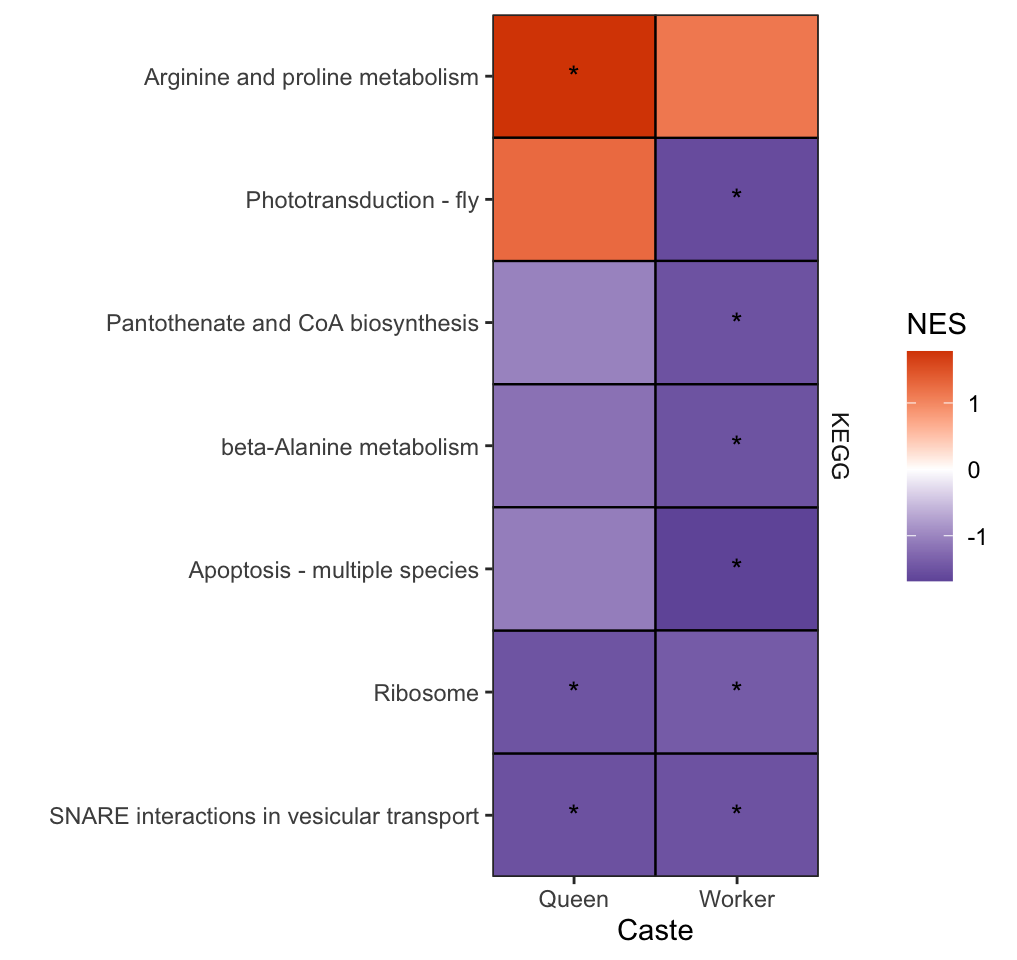 Arginine and proline metabolism
*
Phototransduction - fly
*
Pantothenate and CoA biosynthesis
*
beta-Alanine metabolism
*
Apoptosis - multiple species
*
Ribosome
* *
SNARE interactions in vesicular transport
* *
Queen Worker
Caste
KEGG
NES
1
0
-1